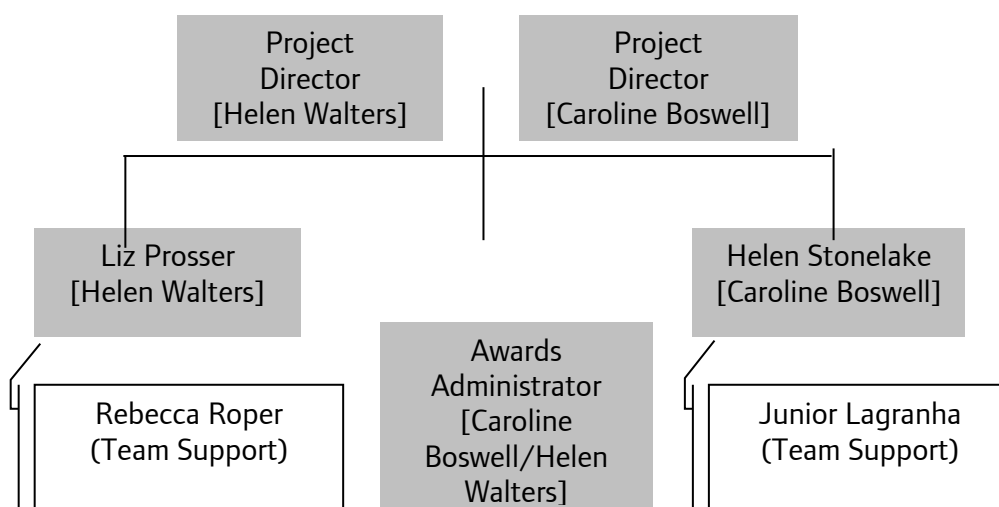 Project
Director
[Helen Walters]
Project
Director
[Caroline Boswell]
Liz Prosser
[Helen Walters]
Helen Stonelake
[Caroline Boswell]
Awards
Administrator
[Caroline
Boswell/Helen
Walters]
Rebecca Roper
(Team Support)
Junior Lagranha
(Team Support)